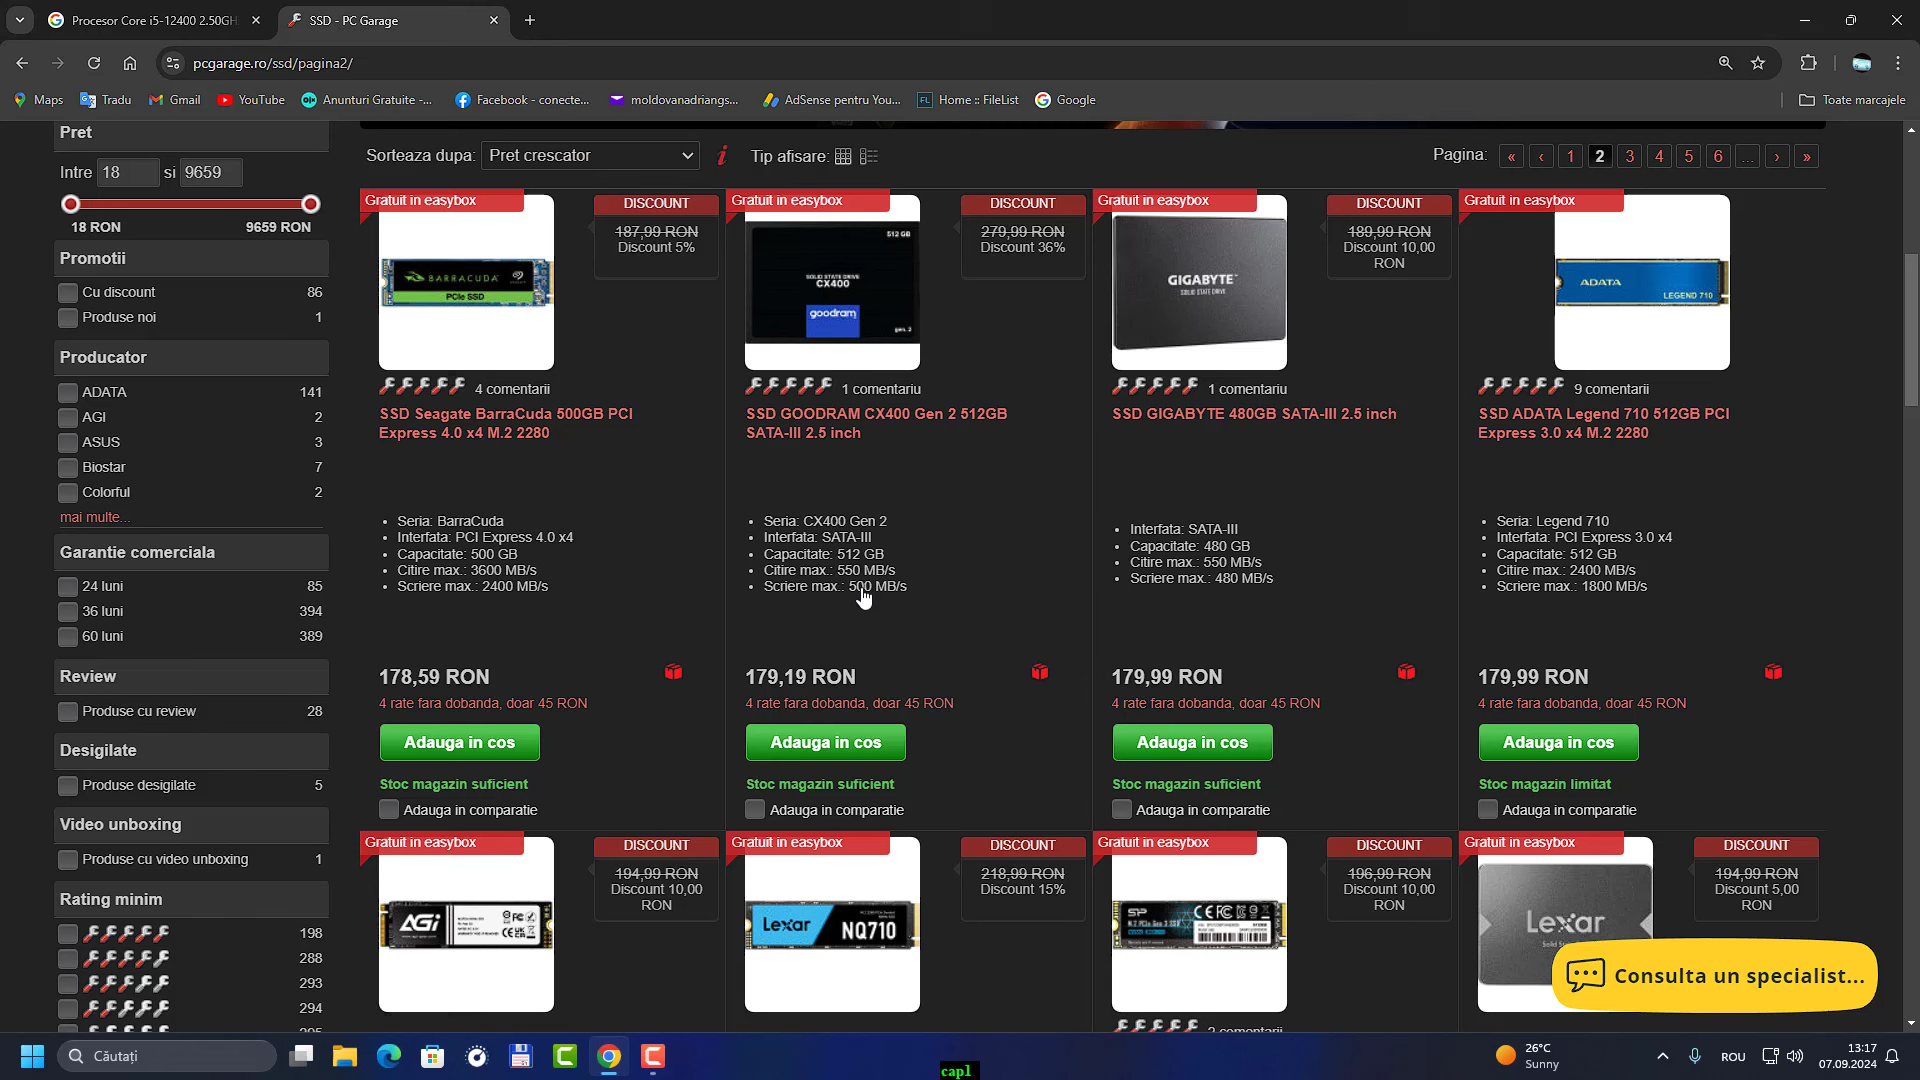 Procesor Core i5-12400 2.50GH
SSD - PC Garage
pcgarage.ro/ssd/pagina2/
Maps
Tradu
Gmail
YouTube
Anunturi Gratuite -...
Facebook - conecte...
moldovanadriangs...
AdSense pentru You...
FL
Home :: FileList
Google
Toate marcajele
Pret
Intre 18 si 9659
18 RON 9659 RON
Promotii
Cu discount 86
Produse noi 1
Producator
ADATA 141
AGI 2
ASUS 3
Biostar 7
Colorful 2
mai multe...
Garantie comerciala
24 luni 85
36 luni 394
60 luni 389
Review
Produse cu review 28
Desigilate
Produse desigilate 5
Video unboxing
Produse cu video unboxing 1
Rating minim
198
288
293
294
Sorteaza dupa: Pret crescator
i
Tip afisare:
Pagina: « ‹ 1 2 3 4 5 6 ... › »
Gratuit in easybox
DISCOUNT
187,99 RON
Discount 5%
BARRACUDA
PCIe SSD
4 comentarii
SSD Seagate BarraCuda 500GB PCI
Express 4.0 x4 M.2 2280
Seria: BarraCuda
Interfata: PCI Express 4.0 x4
Capacitate: 500 GB
Citire max.: 3600 MB/s
Scriere max.: 2400 MB/s
178,59 RON
4 rate fara dobanda, doar 45 RON
Adauga in cos
Stoc magazin suficient
Adauga in comparatie
Gratuit in easybox
DISCOUNT
279,99 RON
Discount 36%
512 GB
SOLID STATE DRIVE
CX400
goodram
gen. 2
1 comentariu
SSD GOODRAM CX400 Gen 2 512GB
SATA-III 2.5 inch
Seria: CX400 Gen 2
Interfata: SATA-III
Capacitate: 512 GB
Citire max.: 550 MB/s
Scriere max.: 500 MB/s
179,19 RON
4 rate fara dobanda, doar 45 RON
Adauga in cos
Stoc magazin suficient
Adauga in comparatie
Gratuit in easybox
DISCOUNT
189,99 RON
Discount 10,00
RON
GIGABYTE™
SOLID STATE DRIVE
1 comentariu
SSD GIGABYTE 480GB SATA-III 2.5 inch
Interfata: SATA-III
Capacitate: 480 GB
Citire max.: 550 MB/s
Scriere max.: 480 MB/s
179,99 RON
4 rate fara dobanda, doar 45 RON
Adauga in cos
Stoc magazin suficient
Adauga in comparatie
Gratuit in easybox
ADATA
LEGEND 710
9 comentarii
SSD ADATA Legend 710 512GB PCI
Express 3.0 x4 M.2 2280
Seria: Legend 710
Interfata: PCI Express 3.0 x4
Capacitate: 512 GB
Citire max.: 2400 MB/s
Scriere max.: 1800 MB/s
179,99 RON
4 rate fara dobanda, doar 45 RON
Adauga in cos
Stoc magazin limitat
Adauga in comparatie
Gratuit in easybox
DISCOUNT
194,99 RON
Discount 10,00
RON
AGI
Gratuit in easybox
DISCOUNT
218,99 RON
Discount 15%
Lexar
NQ710
Gratuit in easybox
DISCOUNT
196,99 RON
Discount 10,00
RON
SP
2 comentarii
Gratuit in easybox
DISCOUNT
194,99 RON
Discount 5,00
RON
Lexar
Consulta un specialist...
Căutați
capl
26°C
Sunny
ROU
13:17
07.09.2024